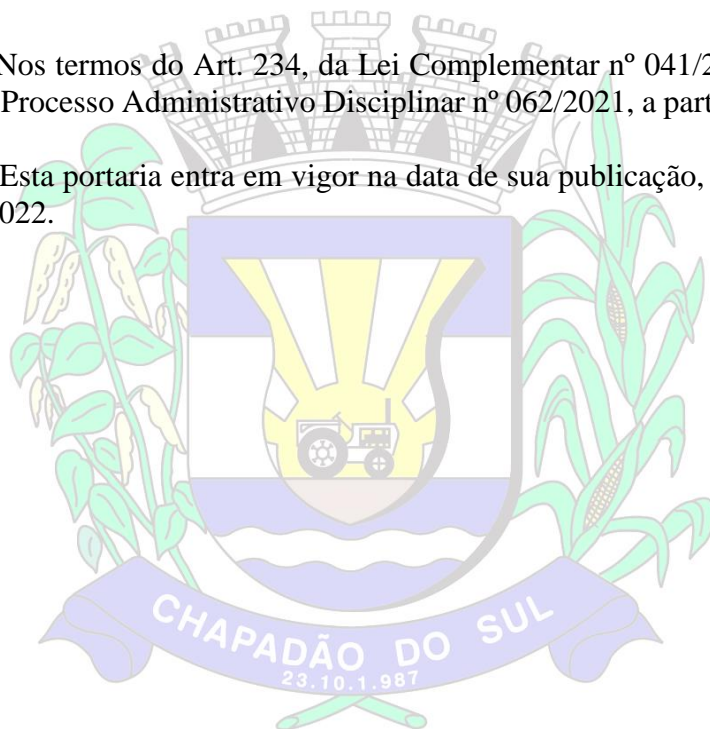 Nos termos do Art. 234, da Lei Complementar nº 041/2
Processo Administrativo Disciplinar nº 062/2021, a part
Esta portaria entra em vigor na data de sua publicação,
022.
CHAPADÃO DO SUL
23.10.1.987